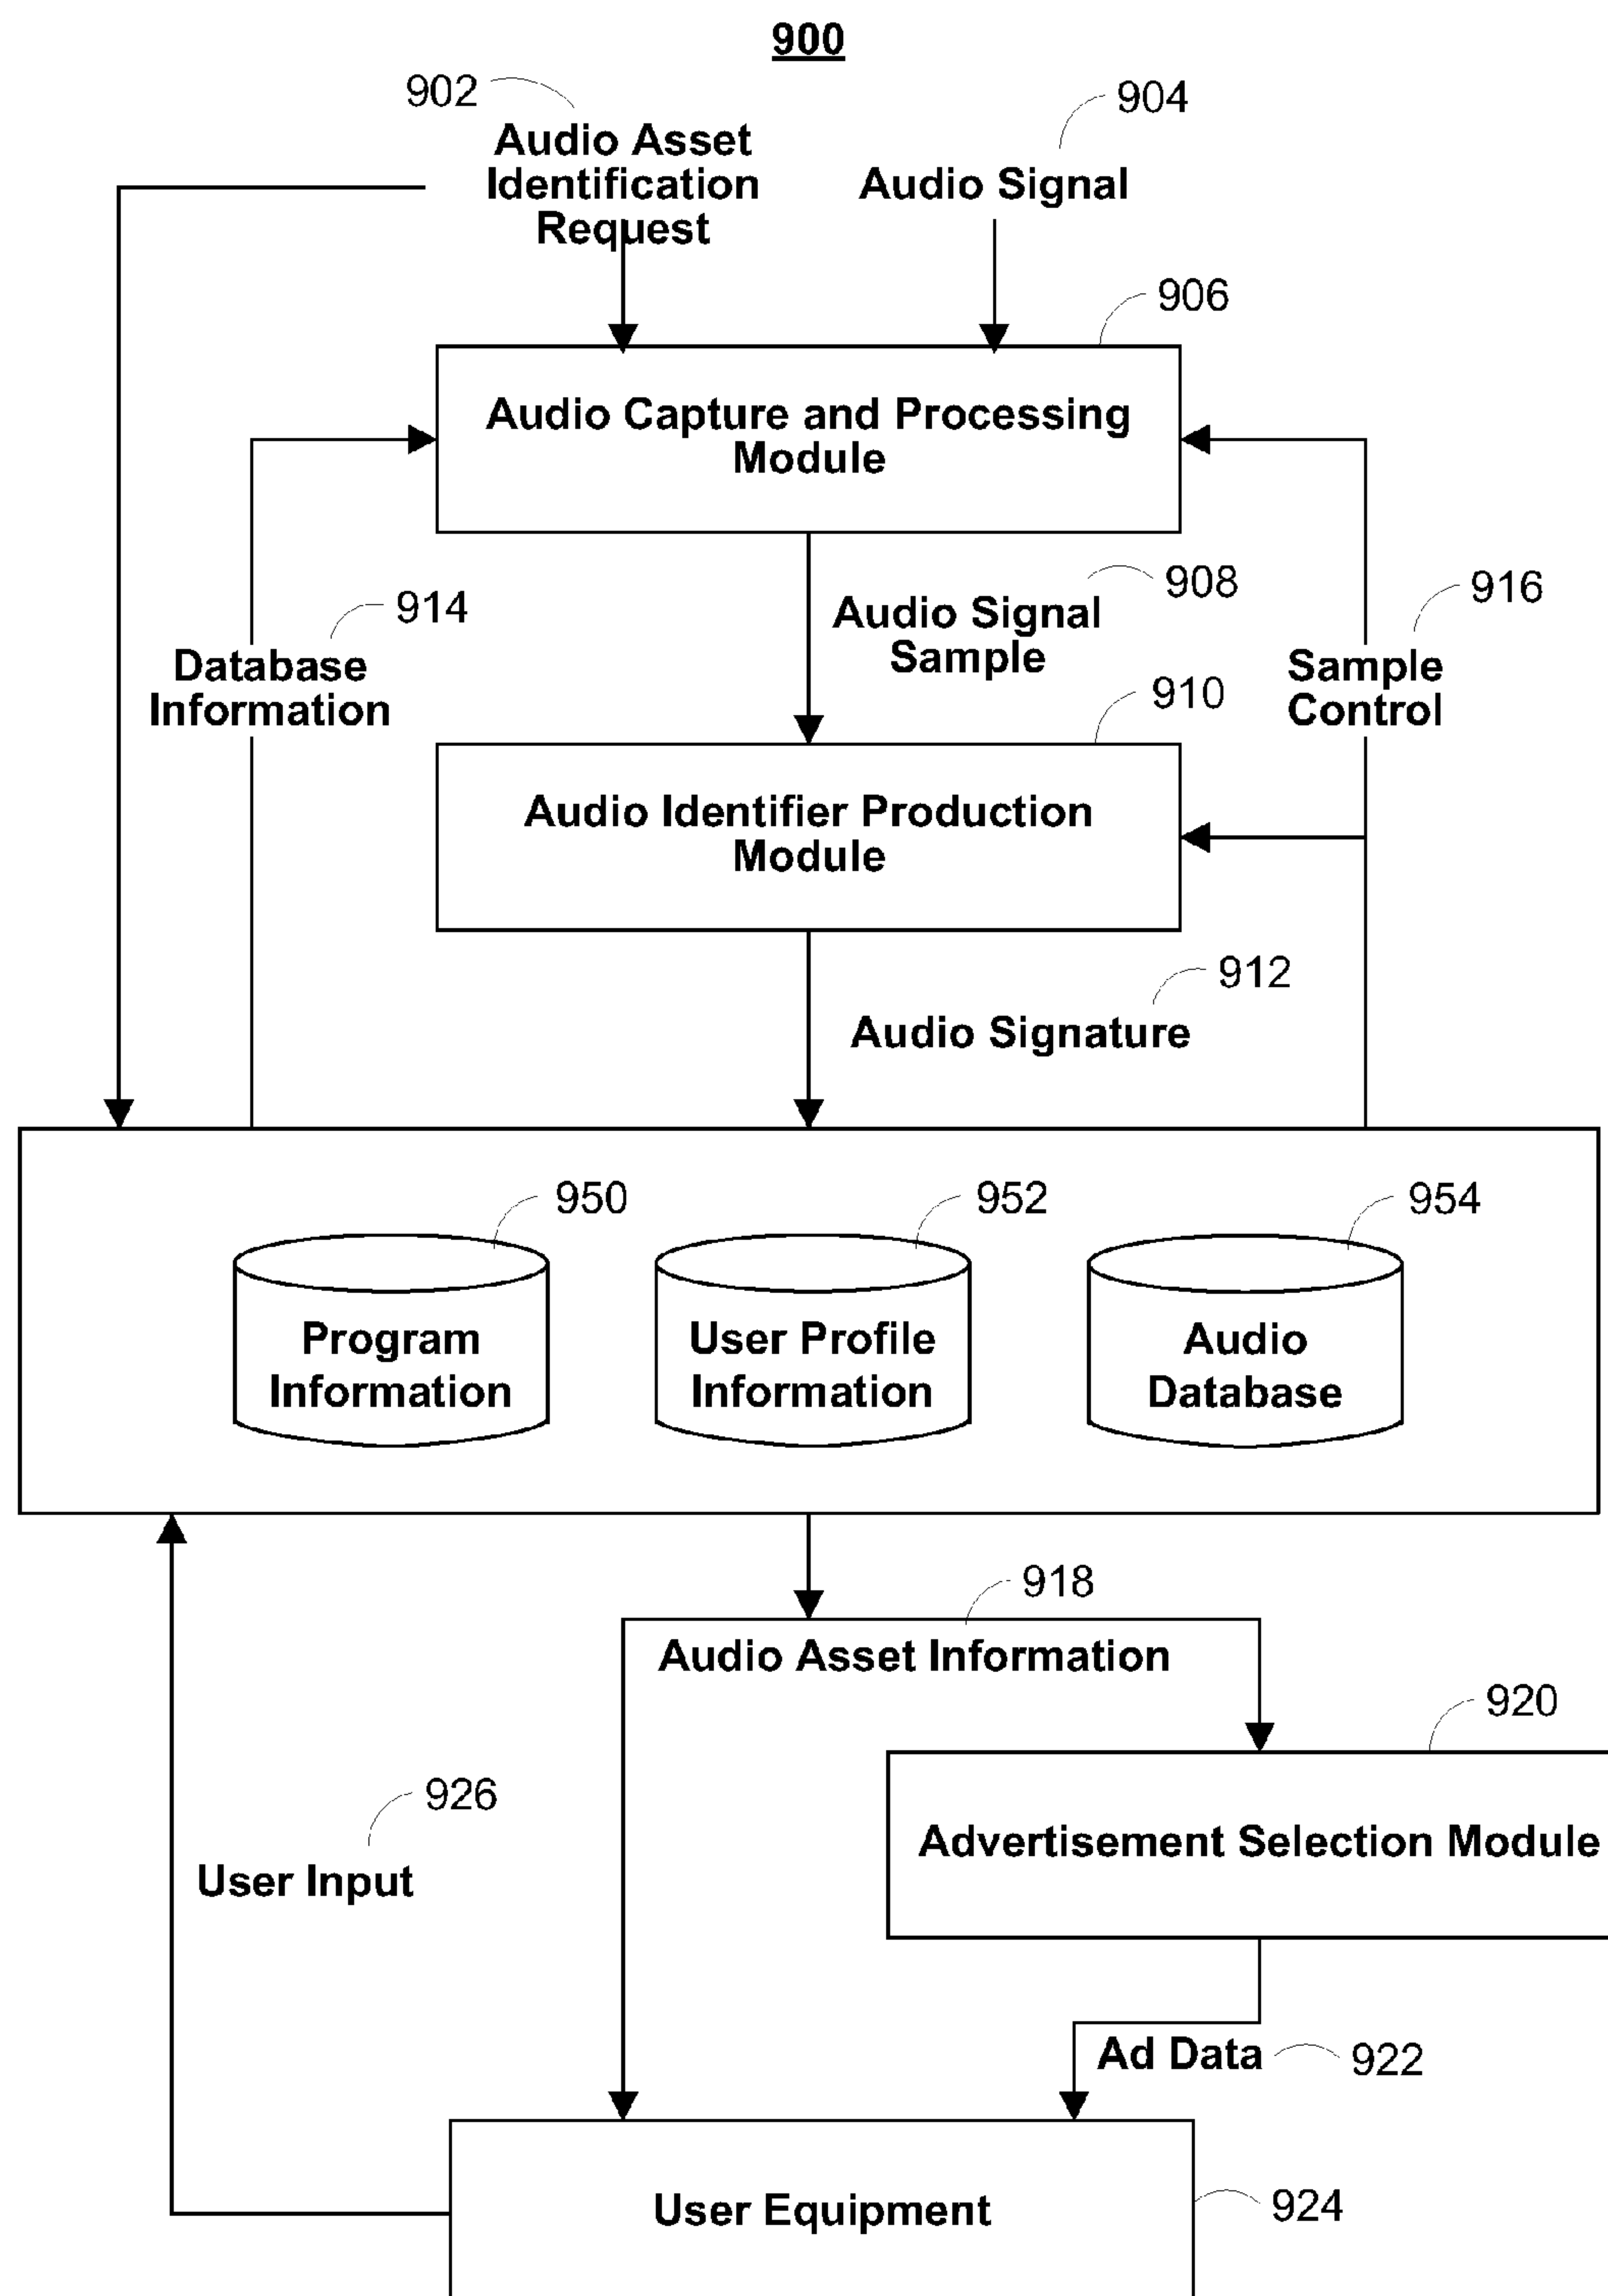 900
902
904
Audio Asset
Identification
Request
Audio Signal
906
Audio Capture and Processing
Module
908
914
916
Audio Signal
Sample
Database
Information
Sample
Control
910
Audio Identifier Production
Module
912
Audio Signature
950
952
954
Program
Information
User Profile
Information
Audio
Database
918
Audio Asset Information
920
926
Advertisement Selection Module
User Input
Ad Data
922
User Equipment
924